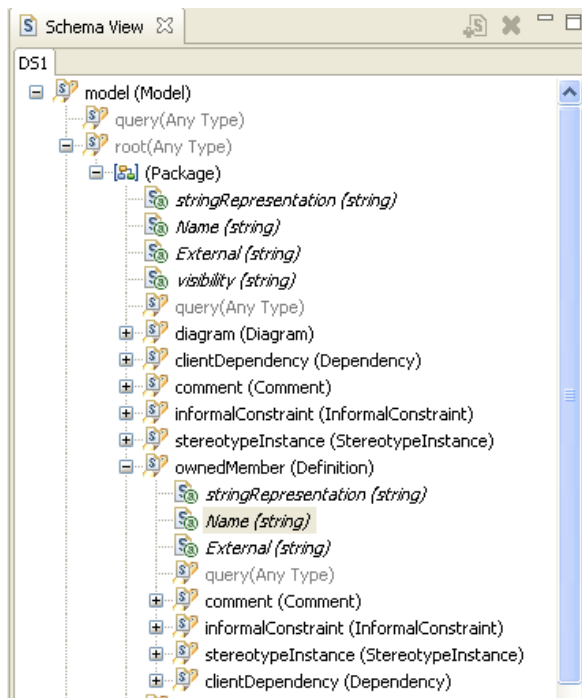 Schema View
DS1
model (Model)
query(Any Type)
root(Any Type)
(Package)
stringRepresentation (string)
Name (string)
External (string)
visibility (string)
query(Any Type)
diagram (Diagram)
clientDependency (Dependency)
comment (Comment)
informalConstraint (InformalConstraint)
stereotypeInstance (StereotypeInstance)
ownedMember (Definition)
stringRepresentation (string)
Name (string)
External (string)
query(Any Type)
comment (Comment)
informalConstraint (InformalConstraint)
stereotypeInstance (StereotypeInstance)
clientDependency (Dependency)